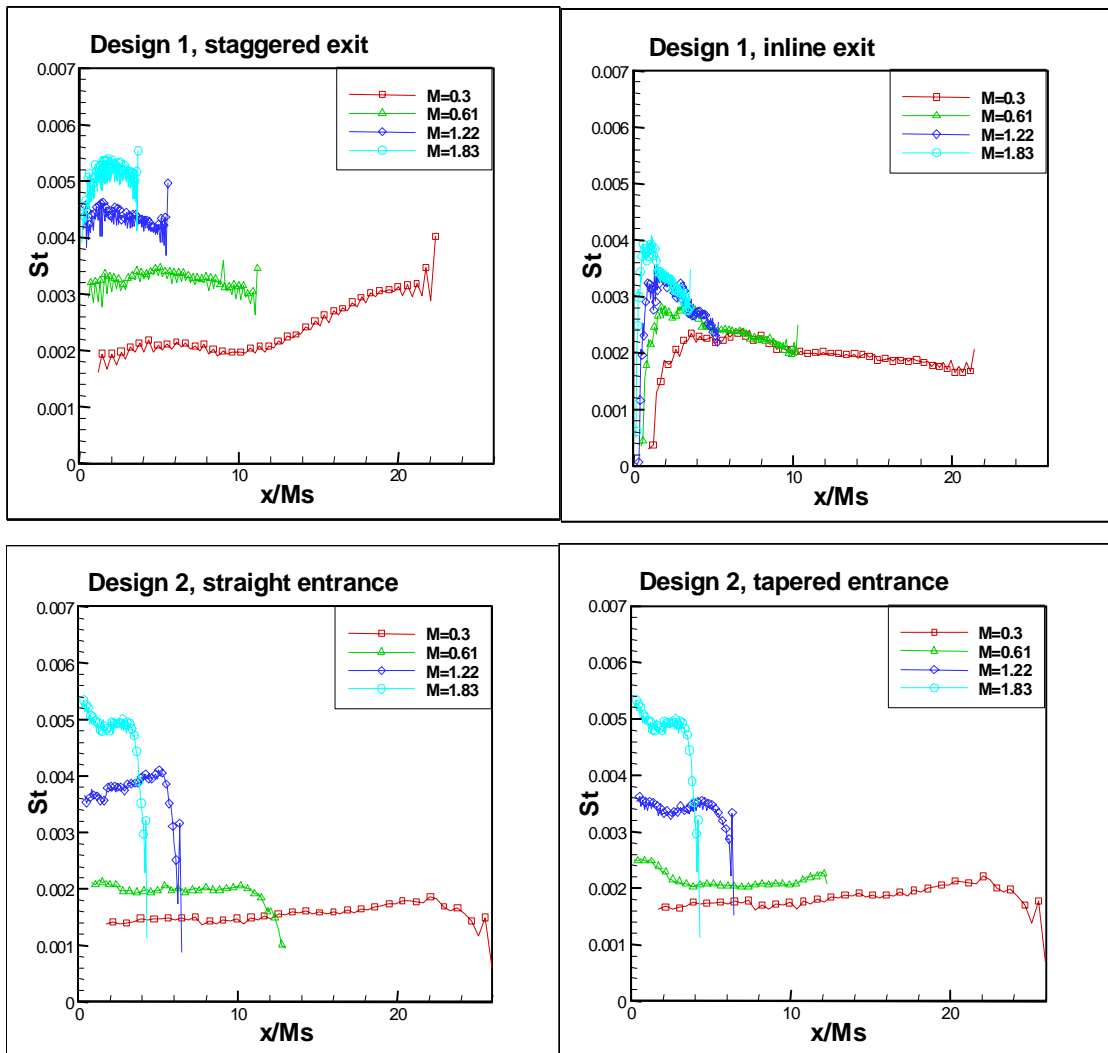 Design 1, staggered exit
0.007
0.006
0.005
0.004
0.003
0.002
0.001
0
St
M=0.3
M=0.61
M=1.22
M=1.83
0 10 20
x/Ms
Design 1, inline exit
0.007
0.006
0.005
0.004
0.003
0.002
0.001
0
St
M=0.3
M=0.61
M=1.22
M=1.83
0 10 20
x/Ms
Design 2, straight entrance
0.007
0.006
0.005
0.004
0.003
0.002
0.001
0
St
M=0.3
M=0.61
M=1.22
M=1.83
0 10 20
x/Ms
Design 2, tapered entrance
0.007
0.006
0.005
0.004
0.003
0.002
0.001
0
St
M=0.3
M=0.61
M=1.22
M=1.83
0 10 20
x/Ms